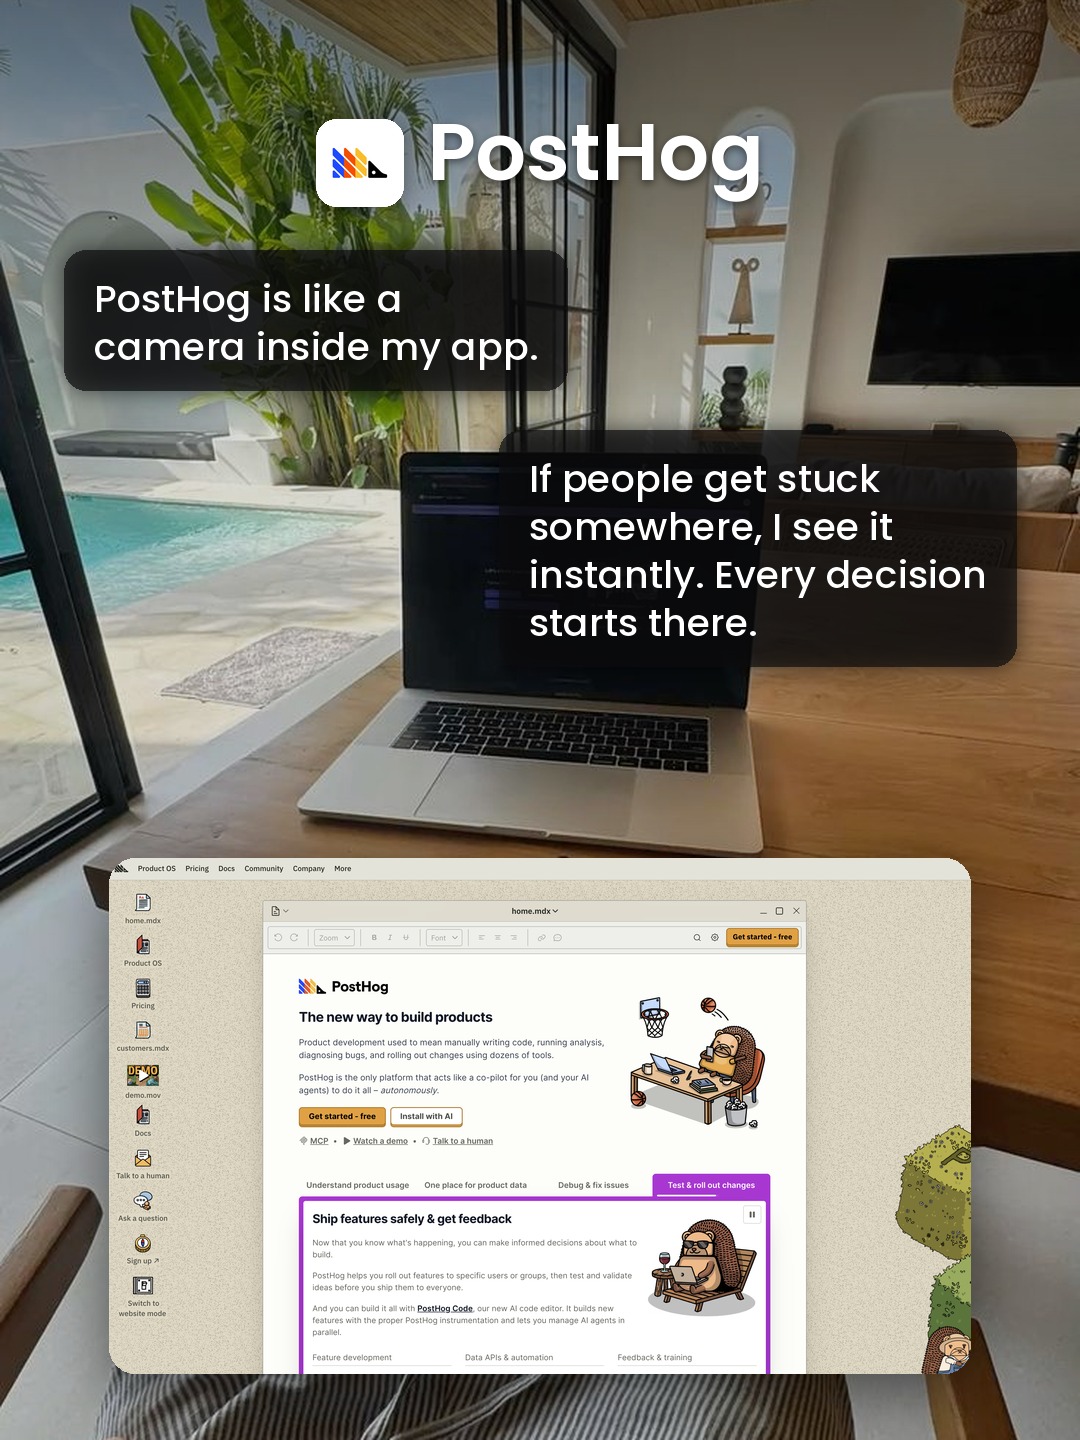 PostHog
PostHog is like a
camera inside my app.
If people get stuck
somewhere, I see it
instantly. Every decision
starts there.
Product OS Pricing Docs Community Company More
home.mdx
Product OS
Pricing
customers.mdx
DEMO
demo.mov
Docs
Talk to a human
Ask a question
Sign up ↗
Switch to
website mode
home.mdx
Zoom B I U Font Get started - free
PostHog
The new way to build products
Product development used to mean manually writing code, running analysis,
diagnosing bugs, and rolling out changes using dozens of tools.
PostHog is the only platform that acts like a co-pilot for you (and your AI
agents) to do it all – autonomously.
Get started - free Install with AI
MCP • Watch a demo • Talk to a human
Understand product usage One place for product data Debug & fix issues Test & roll out changes
Ship features safely & get feedback
Now that you know what's happening, you can make informed decisions about what to
build.
PostHog helps you roll out features to specific users or groups, then test and validate
ideas before you ship them to everyone.
And you can build it all with PostHog Code, our new AI code editor. It builds new
features with the proper PostHog instrumentation and lets you manage AI agents in
parallel.
Feature development Data APIs & automation Feedback & training